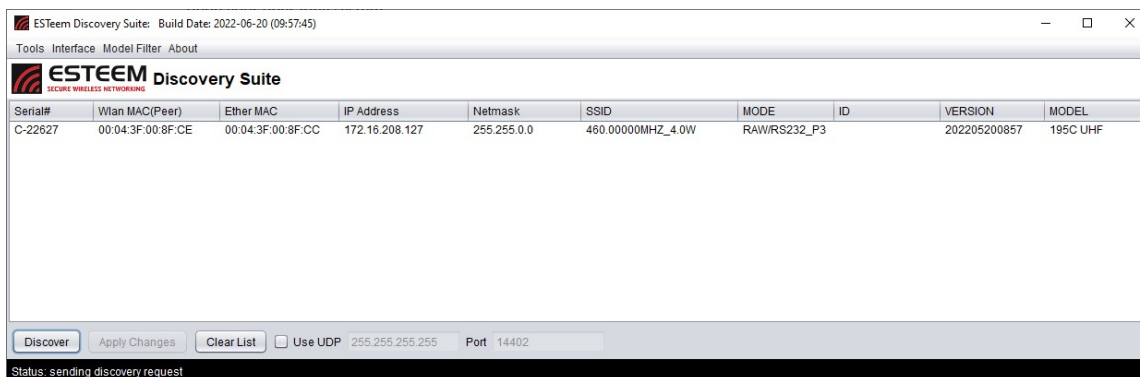 ESTeem Discovery Suite: Build Date: 2022-06-20 (09:57:45)
Tools Interface Model Filter About
ESTEEM Discovery Suite
SECURE WIRELESS NETWORKING
Serial# Wlan MAC(Peer) Ether MAC IP Address Netmask SSID MODE ID VERSION MODEL
C-22627 00:04:3F:00:8F:CE 00:04:3F:00:8F:CC 172.16.208.127 255.255.0.0 460.00000MHZ_4.0W RAW/RS232_P3 202205200857 195C UHF
Discover Apply Changes Clear List Use UDP 255.255.255.255 Port 14402
Status: sending discovery request